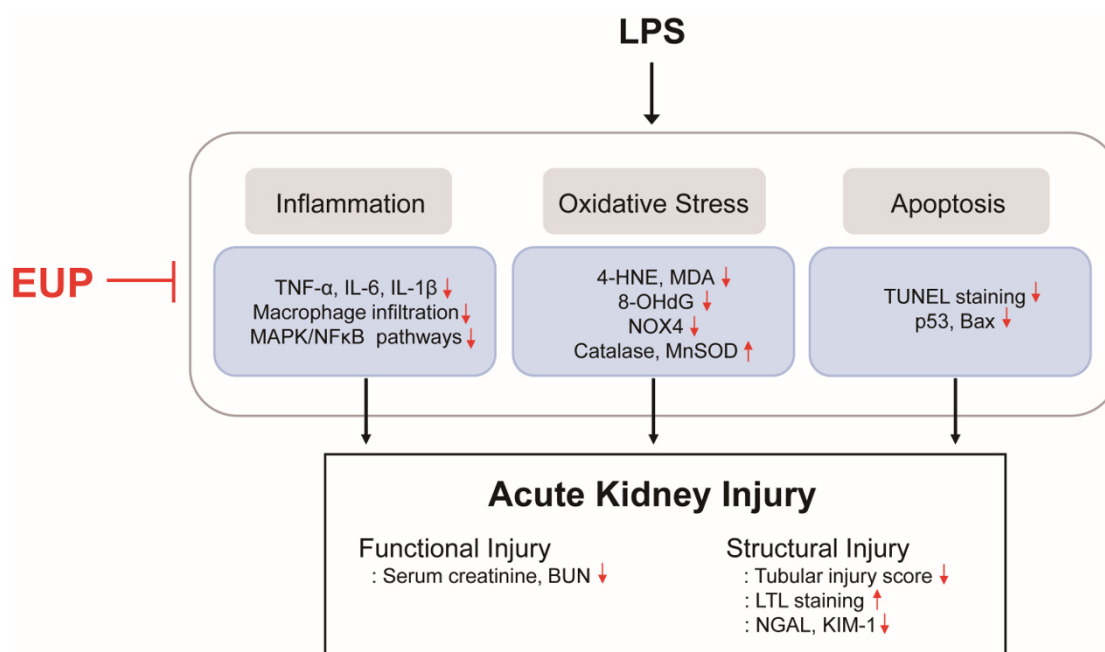 LPS
Inflammation
Oxidative Stress
Apoptosis
EUP
TNF-α, IL-6, IL-1β ↓
Macrophage infiltration ↓
MAPK/NFκB pathways ↓
4-HNE, MDA ↓
8-OHdG ↓
NOX4 ↓
Catalase, MnSOD ↑
TUNEL staining ↓
p53, Bax ↓
Acute Kidney Injury
Functional Injury
: Serum creatinine, BUN ↓
Structural Injury
: Tubular injury score ↓
: LTL staining ↑
: NGAL, KIM-1 ↓